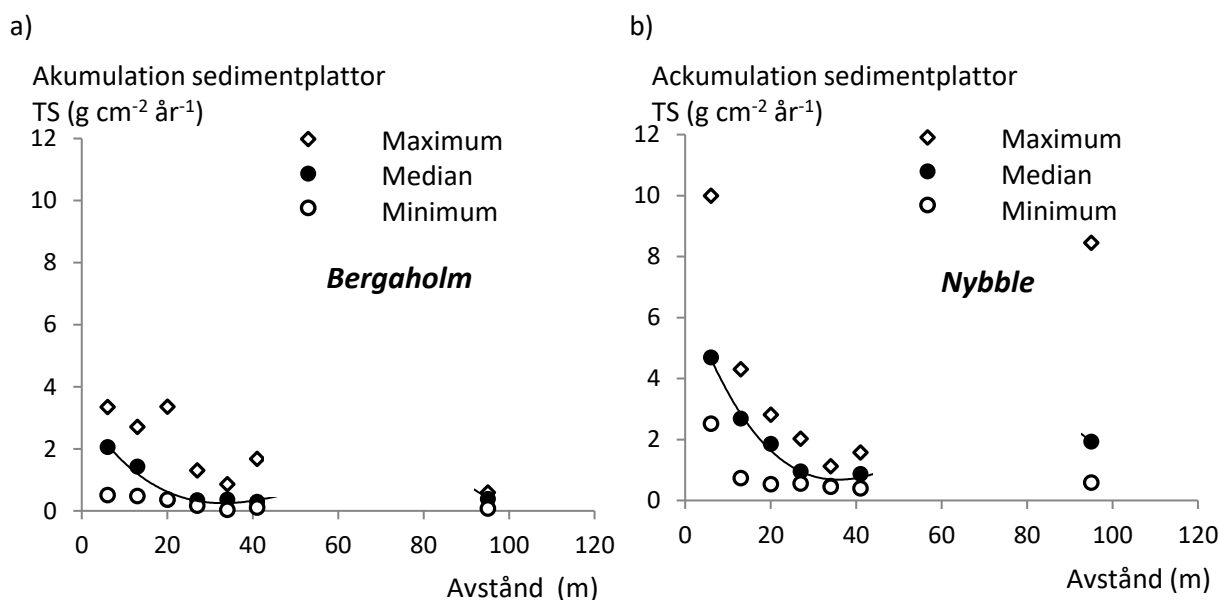 a)
Akumulation sedimentplattor
TS (g cm-2 år-1)
12
10
8
6
4
2
0
0 20 40 60 80 100 120
Maximum
Median
Minimum
Bergaholm
Avstånd (m)
b)
Ackumulation sedimentplattor
TS (g cm-2 år-1)
12
10
8
6
4
2
0
0 20 40 60 80 100 120
Maximum
Median
Minimum
Nybble
Avstånd (m)